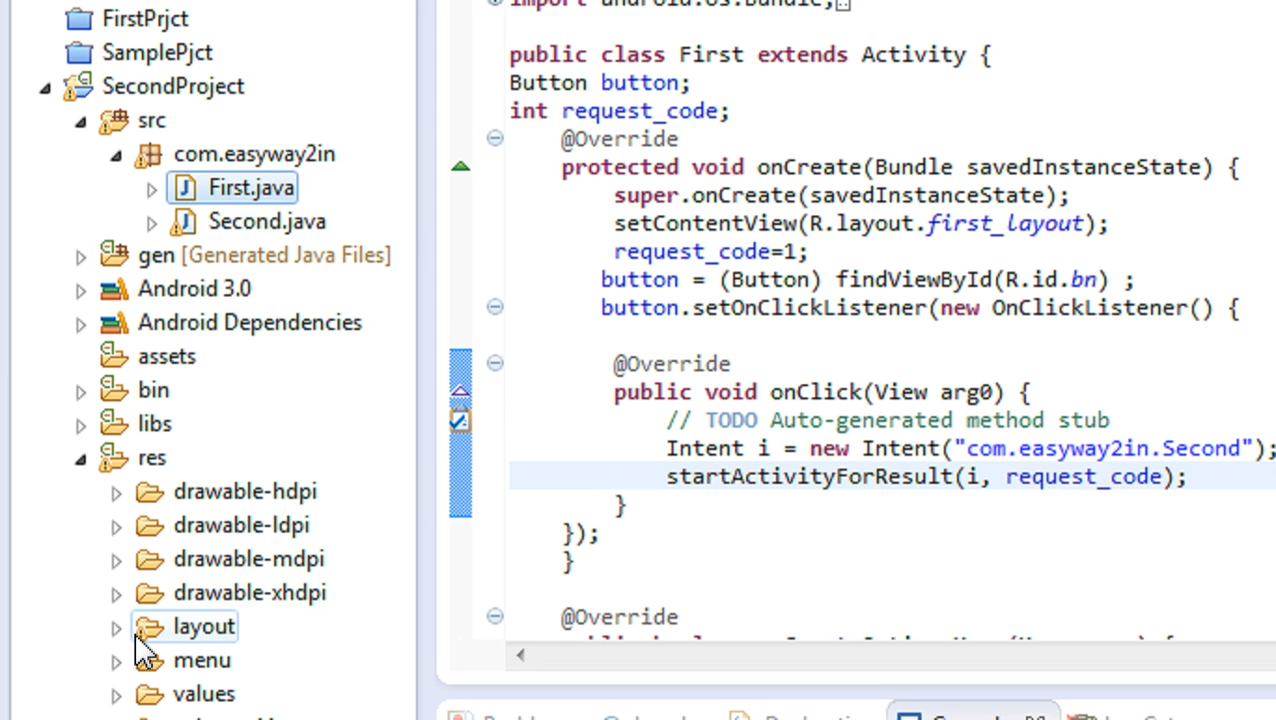 FirstPrjct
SamplePjct
SecondProject
src
com.easyway2in
First.java
Second.java
gen [Generated Java Files]
Android 3.0
Android Dependencies
assets
bin
libs
res
drawable-hdpi
drawable-ldpi
drawable-mdpi
drawable-xhdpi
layout
menu
values
import android.os.Bundle;
public class First extends Activity {
Button button;
int request_code;
@Override
protected void onCreate(Bundle savedInstanceState) {
super.onCreate(savedInstanceState);
setContentView(R.layout.first_layout);
request_code=1;
button = (Button) findViewById(R.id.bn) ;
button.setOnClickListener(new OnClickListener() {
@Override
public void onClick(View arg0) {
// TODO Auto-generated method stub
Intent i = new Intent("com.easyway2in.Second");
startActivityForResult(i, request_code);
}
});
}
@Override